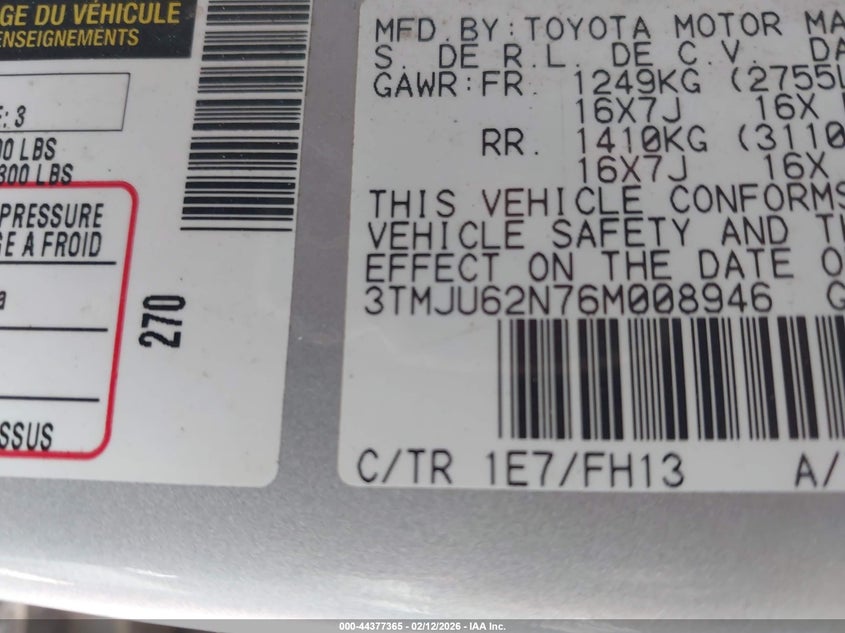 GE DU VÉHICULE
ENSEIGNEMENTS
: 3
00 LBS
300 LBS
PRESSURE
GE A FROID
a
SSUS
270
MFD.BY:TOYOTA MOTOR MA
S. DE R.L. DE C.V. DA
GAWR:FR. 1249KG (2755L
16X7J 16X
RR. 1410KG (3110
16X7J 16X
THIS VEHICLE CONFORMS
VEHICLE SAFETY AND TH
EFFECT ON THE DATE O
3TMJU62N76M008946 G
C/TR 1E7/FH13 A/
000-44377365 - 02/12/2026 - IAA Inc.